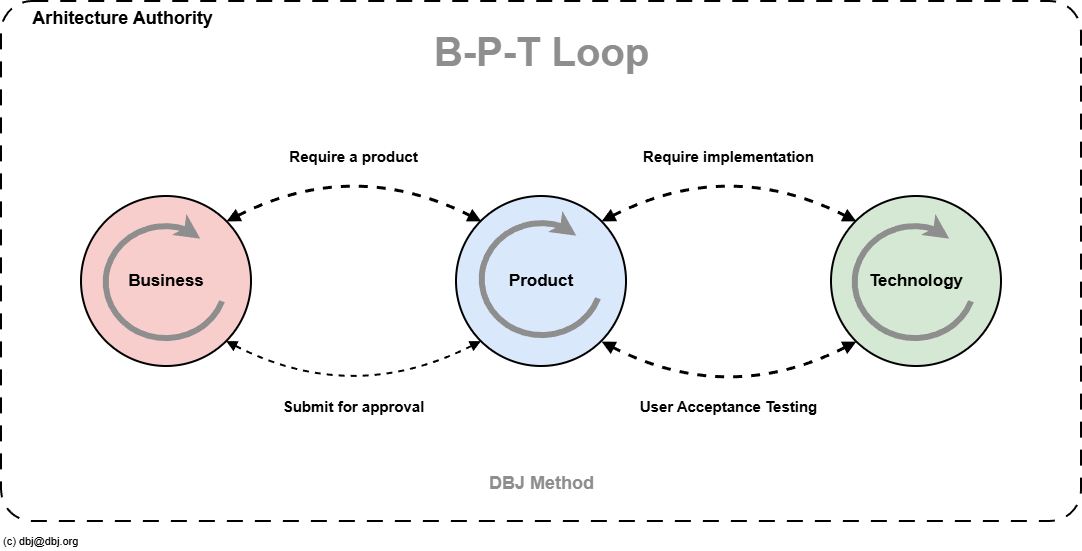 Arhitecture Authority
B-P-T Loop
Require a product
Require implementation
Business
Product
Technology
Submit for approval
User Acceptance Testing
DBJ Method
(c) dbj@dbj.org